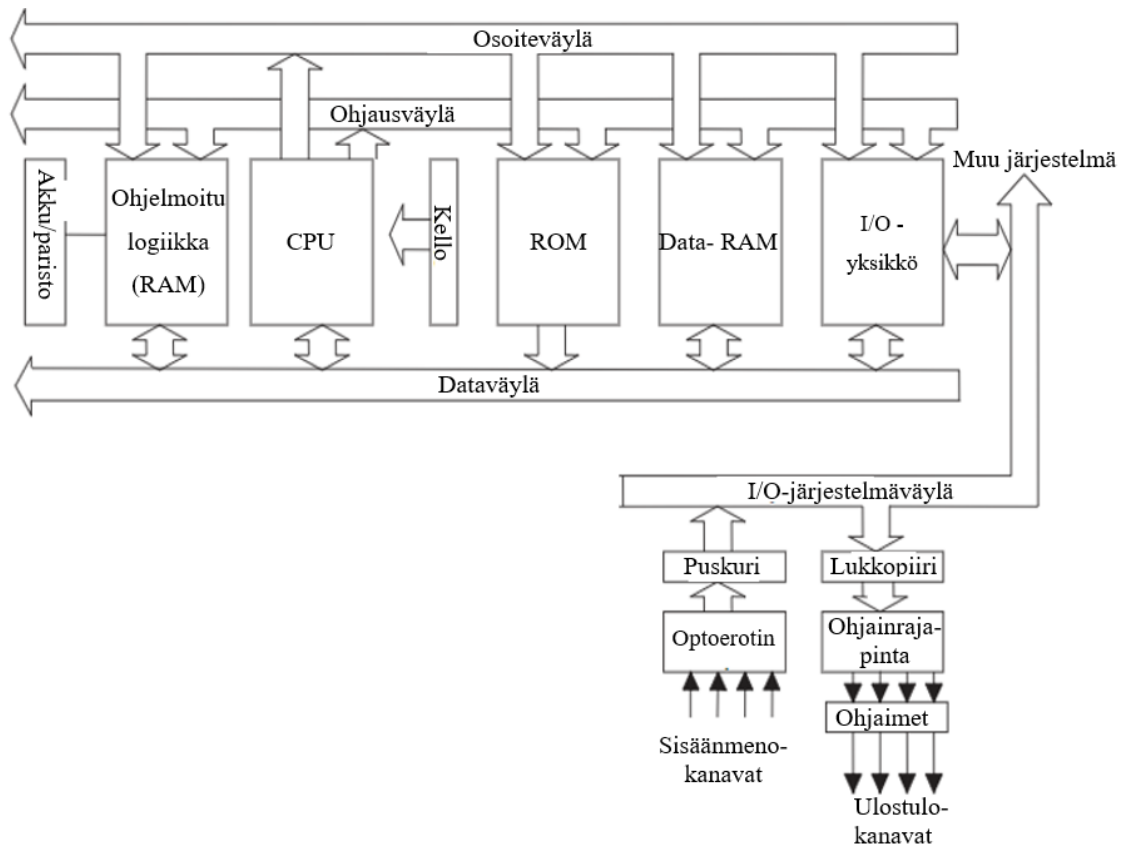 Osoiteväylä
Ohjausväylä
Muu järjestelmä
Akku/paristo
Ohjelmoitu
logiikka
(RAM)
CPU
Kello
ROM
Data- RAM
I/O -
yksikkö
Dataväylä
I/O-järjestelmäväylä
Puskuri
Lukkopiiri
Optoerotin
Ohjainraja-
pinta
Ohjaimet
Sisäänmeno-
kanavat
Ulostulo-
kanavat